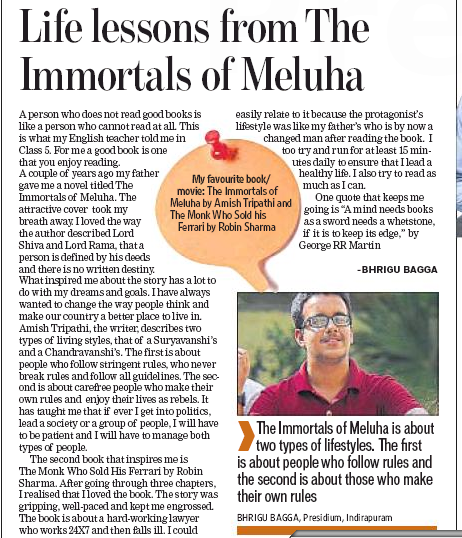 Life lessons from The
Immortals of Meluha
A person who does not read good books is
like a person who cannot read at all. This
is what my English teacher told me in
Class 5. For me a good book is one
that you enjoy reading.
A couple of years ago my father
gave me a novel titled The
Immortals of Meluha. The
attractive cover took my
breath away. I loved the way
the author described Lord
Shiva and Lord Rama, that a
person is defined by his deeds
and there is no written destiny.
What inspired me about the story has a lot to
do with my dreams and goals. I have always
wanted to change the way people think and
make our country a better place to live in.
Amish Tripathi, the writer, describes two
types of living styles, that of a Suryavanshi's
and a Chandravanshi's. The first is about
people who follow stringent rules, who never
break rules and follow all guidelines. The sec-
ond is about carefree people who make their
own rules and enjoy their lives as rebels. It
has taught me that if ever I get into politics,
lead a society or a group of people, I will have
to be patient and I will have to manage both
types of people.
The second book that inspires me is
The Monk Who Sold His Ferrari by Robin
Sharma. After going through three chapters,
I realised that I loved the book. The story was
gripping, well-paced and kept me engrossed.
The book is about a hard-working lawyer
who works 24X7 and then falls ill. I could
My favourite book/
movie: The Immortals of
Meluha by Amish Tripathi and
The Monk Who Sold his
Ferrari by Robin Sharma
easily relate to it because the protagonist's
lifestyle was like my father's who is by now a
changed man after reading the book. I
too try and run for at least 15 min-
utes daily to ensure that I lead a
healthy life. I also try to read as
much as I can.
One quote that keeps me
going is "A mind needs books
as a sword needs a whetstone,
if it is to keep its edge," by
George RR Martin
-BHRIGU BAGGA
The Immortals of Meluha is about
two types of lifestyles. The first
is about people who follow rules and
the second is about those who make
their own rules
BHRIGU BAGGA, Presidium, Indirapuram